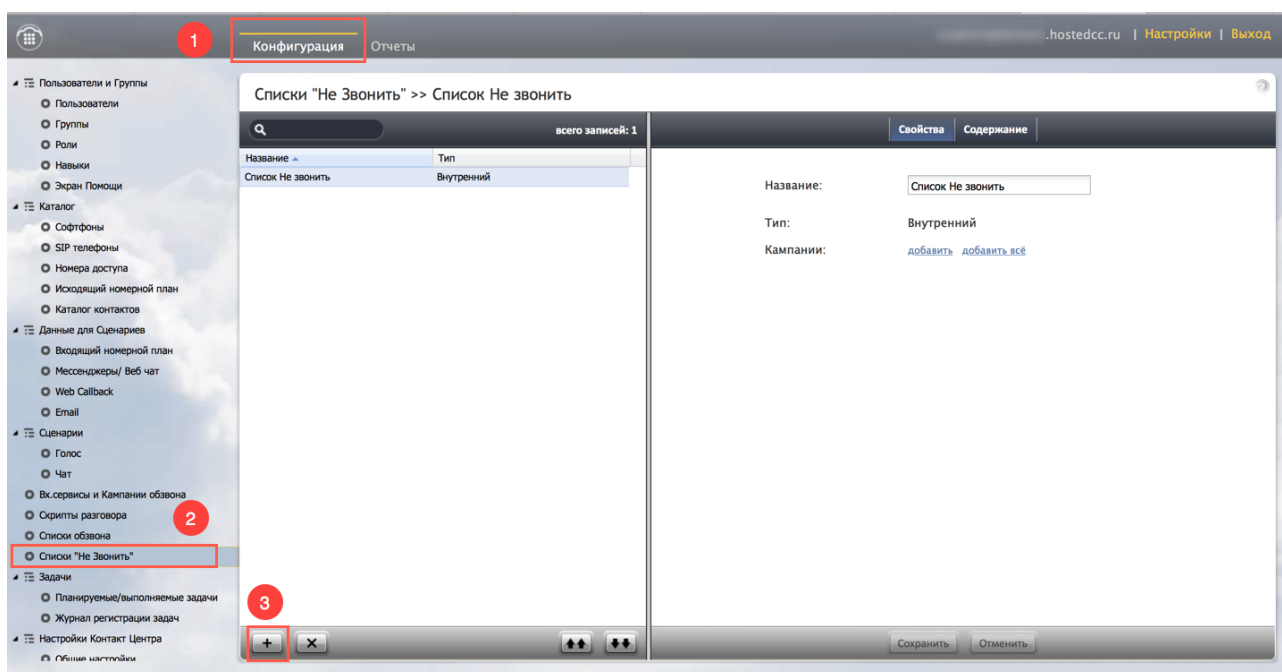 1
Конфигурация
Отчеты
.hostedcc.ru | Настройки | Выход
Пользователи и Группы
Пользователи
Группы
Роли
Навыки
Экран Помощи
Каталог
Софтфоны
SIP телефоны
Номера доступа
Исходящий номерной план
Каталог контактов
Данные для Сценариев
Входящий номерной план
Мессенджеры/ Веб чат
Web Callback
Email
Сценарии
Голос
Чат
Вх.сервисы и Кампании обзвона
Скрипты разговора
2
Списки обзвона
Списки "Не Звонить"
Задачи
Планируемые/выполняемые задачи
Журнал регистрации задач
Настройки Контакт Центра
Общие настройки
Списки "Не Звонить" >> Список Не звонить
?
всего записей: 1
Название Тип
Список Не звонить Внутренний
3
+
Свойства Содержание
Название: Список Не звонить
Тип: Внутренний
Кампании: добавить добавить всё
Сохранить Отменить